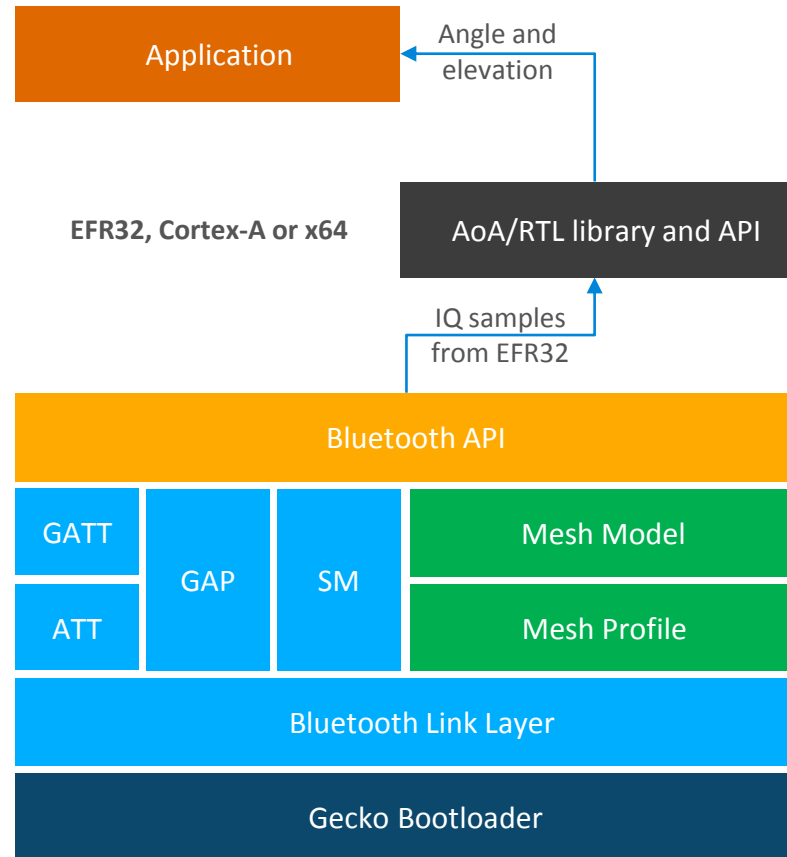 Application
Angle and
elevation
EFR32, Cortex-A or x64
AoA/RTL library and API
IQ samples
from EFR32
Bluetooth API
GATT
GAP
SM
Mesh Model
ATT
Mesh Profile
Bluetooth Link Layer
Gecko Bootloader